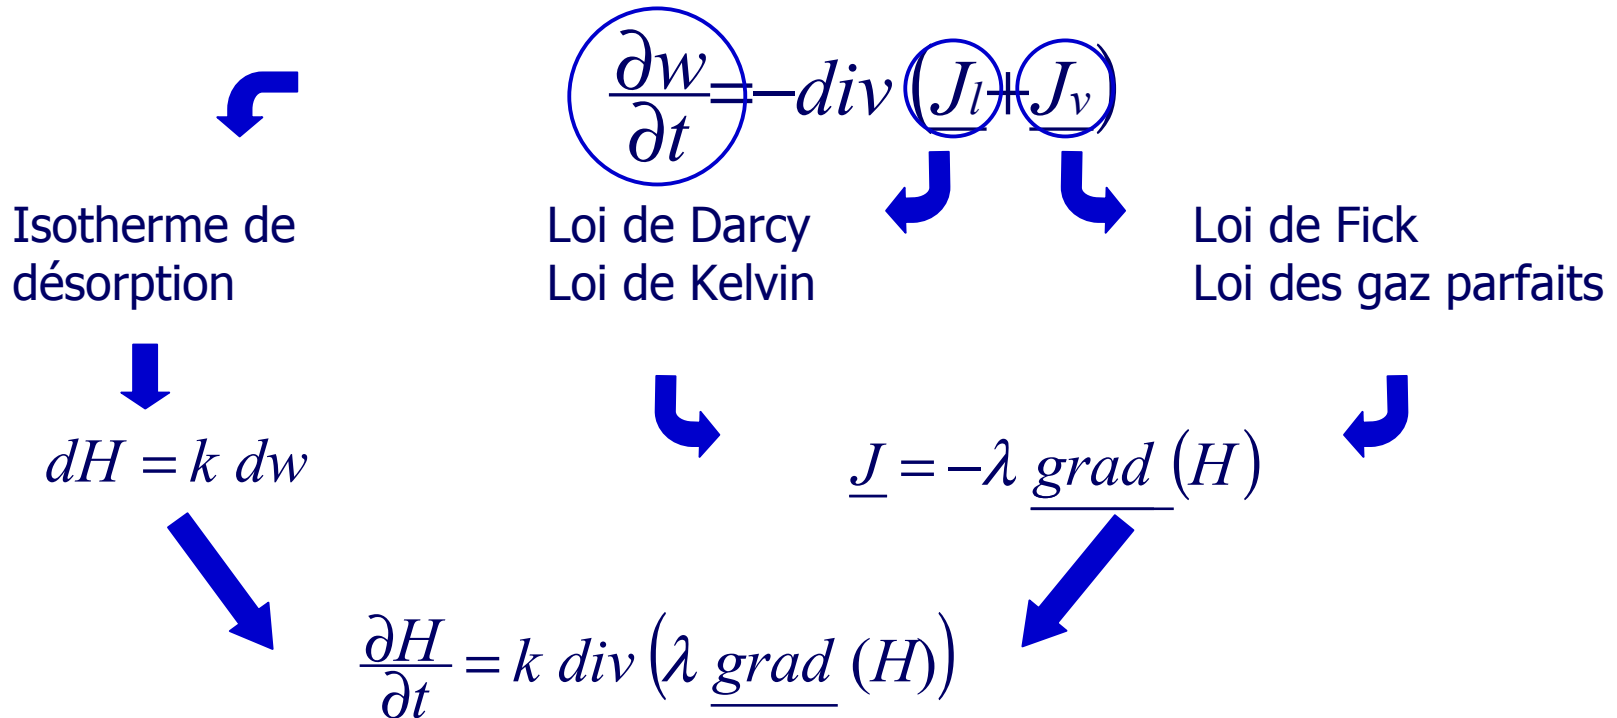 ∂w/∂t = −div (J_l + J_v)
Isotherme de
désorption
Loi de Darcy
Loi de Kelvin
Loi de Fick
Loi des gaz parfaits
dH = k dw
J = −λ grad (H)
∂H/∂t = k div (λ grad (H))